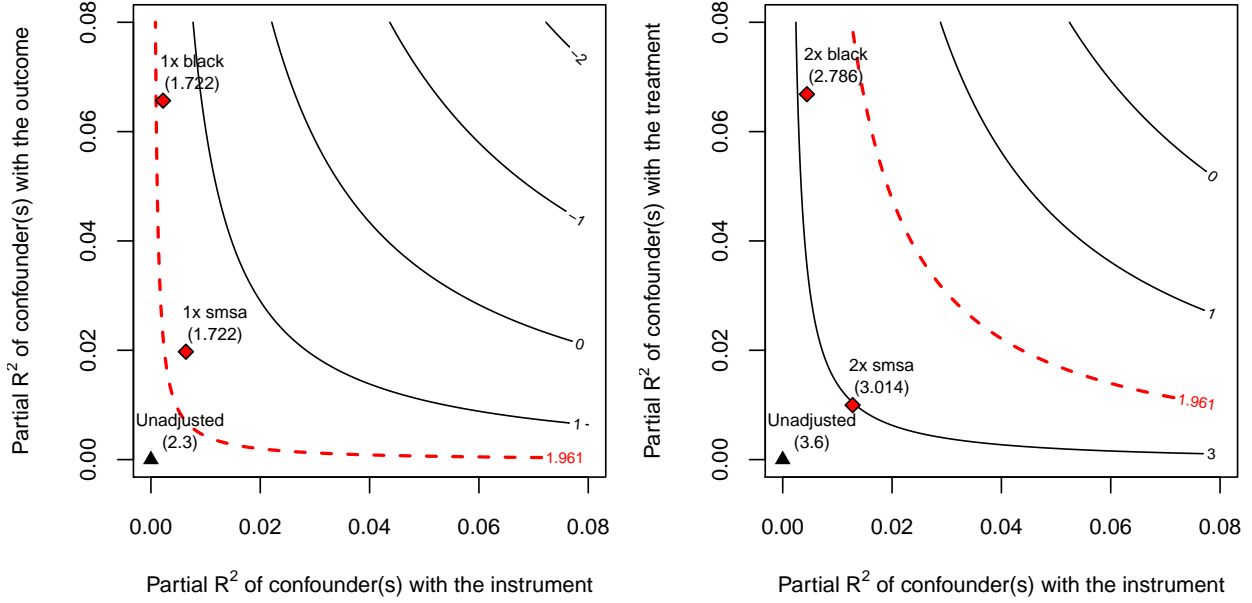 Partial R² of confounder(s) with the outcome
0.08
0.06
0.04
0.02
0.00
1x black
(1.722)
1x smsa
(1.722)
Unadjusted
(2.3)
−2
−1
0
1
1.961
0.00 0.02 0.04 0.06 0.08
Partial R² of confounder(s) with the instrument
Partial R² of confounder(s) with the treatment
0.08
0.06
0.04
0.02
0.00
2x black
(2.786)
2x smsa
(3.014)
Unadjusted
(3.6)
0
1
1.961
3
0.00 0.02 0.04 0.06 0.08
Partial R² of confounder(s) with the instrument